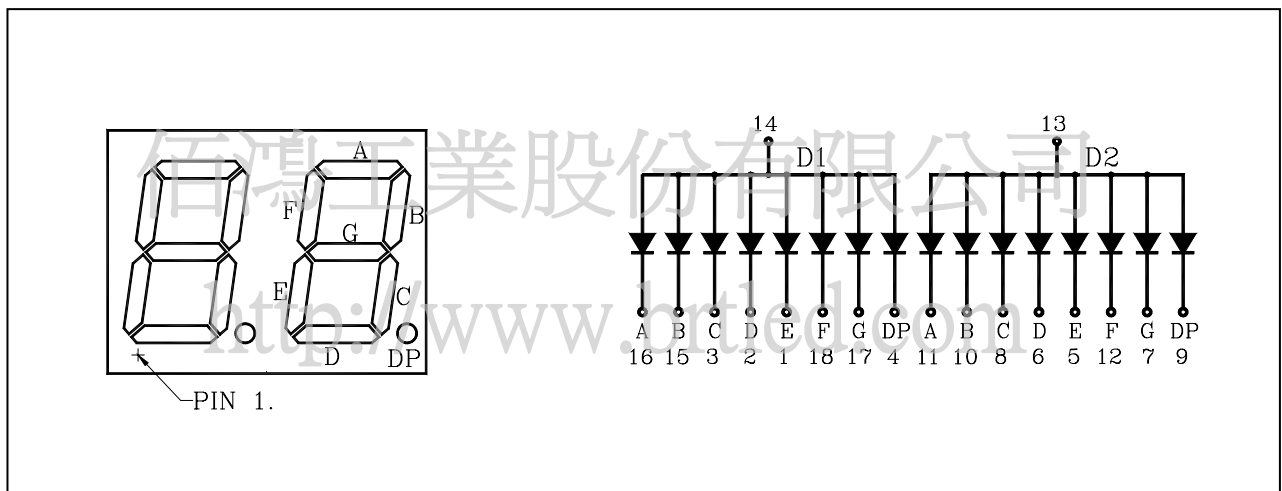 佰鴻工業股份有限公司
http://www.brtled.com
A
F
B
G
E
C
D
DP
PIN 1.
14
13
D1
D2
A B C D E F G DP A B C D E F G DP
16 15 3 2 1 18 17 4 11 10 8 6 5 12 7 9